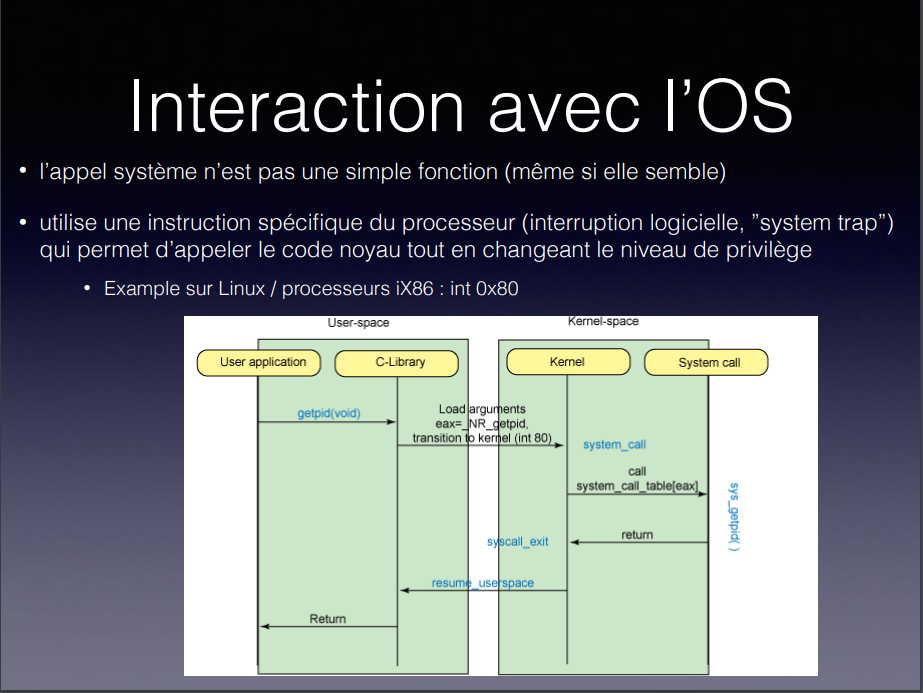 Interaction avec l’OS
• l’appel système n’est pas une simple fonction (même si elle semble)
• utilise une instruction spécifique du processeur (interruption logicielle, ”system trap”)
qui permet d’appeler le code noyau tout en changeant le niveau de privilège
• Example sur Linux / processeurs iX86 : int 0x80
User-space
Kernel-space
User application
C-Library
Kernel
System call
getpid(void)
Load arguments
eax=_NR_getpid,
transition to kernel (int 80)
system_call
call
system_call_table[eax]
sys_getpid( )
return
syscall_exit
resume_userspace
Return